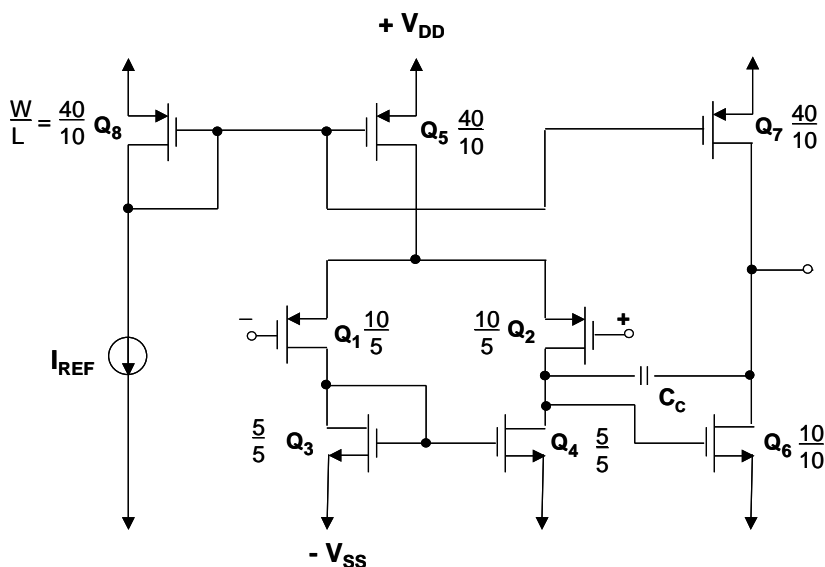 + VDD
W/L = 40/10 Q8
Q5 40/10
Q7 40/10
− Q1 10/5
10/5 Q2 +
IREF
CC
5/5 Q3
Q4 5/5
Q6 10/10
- VSS